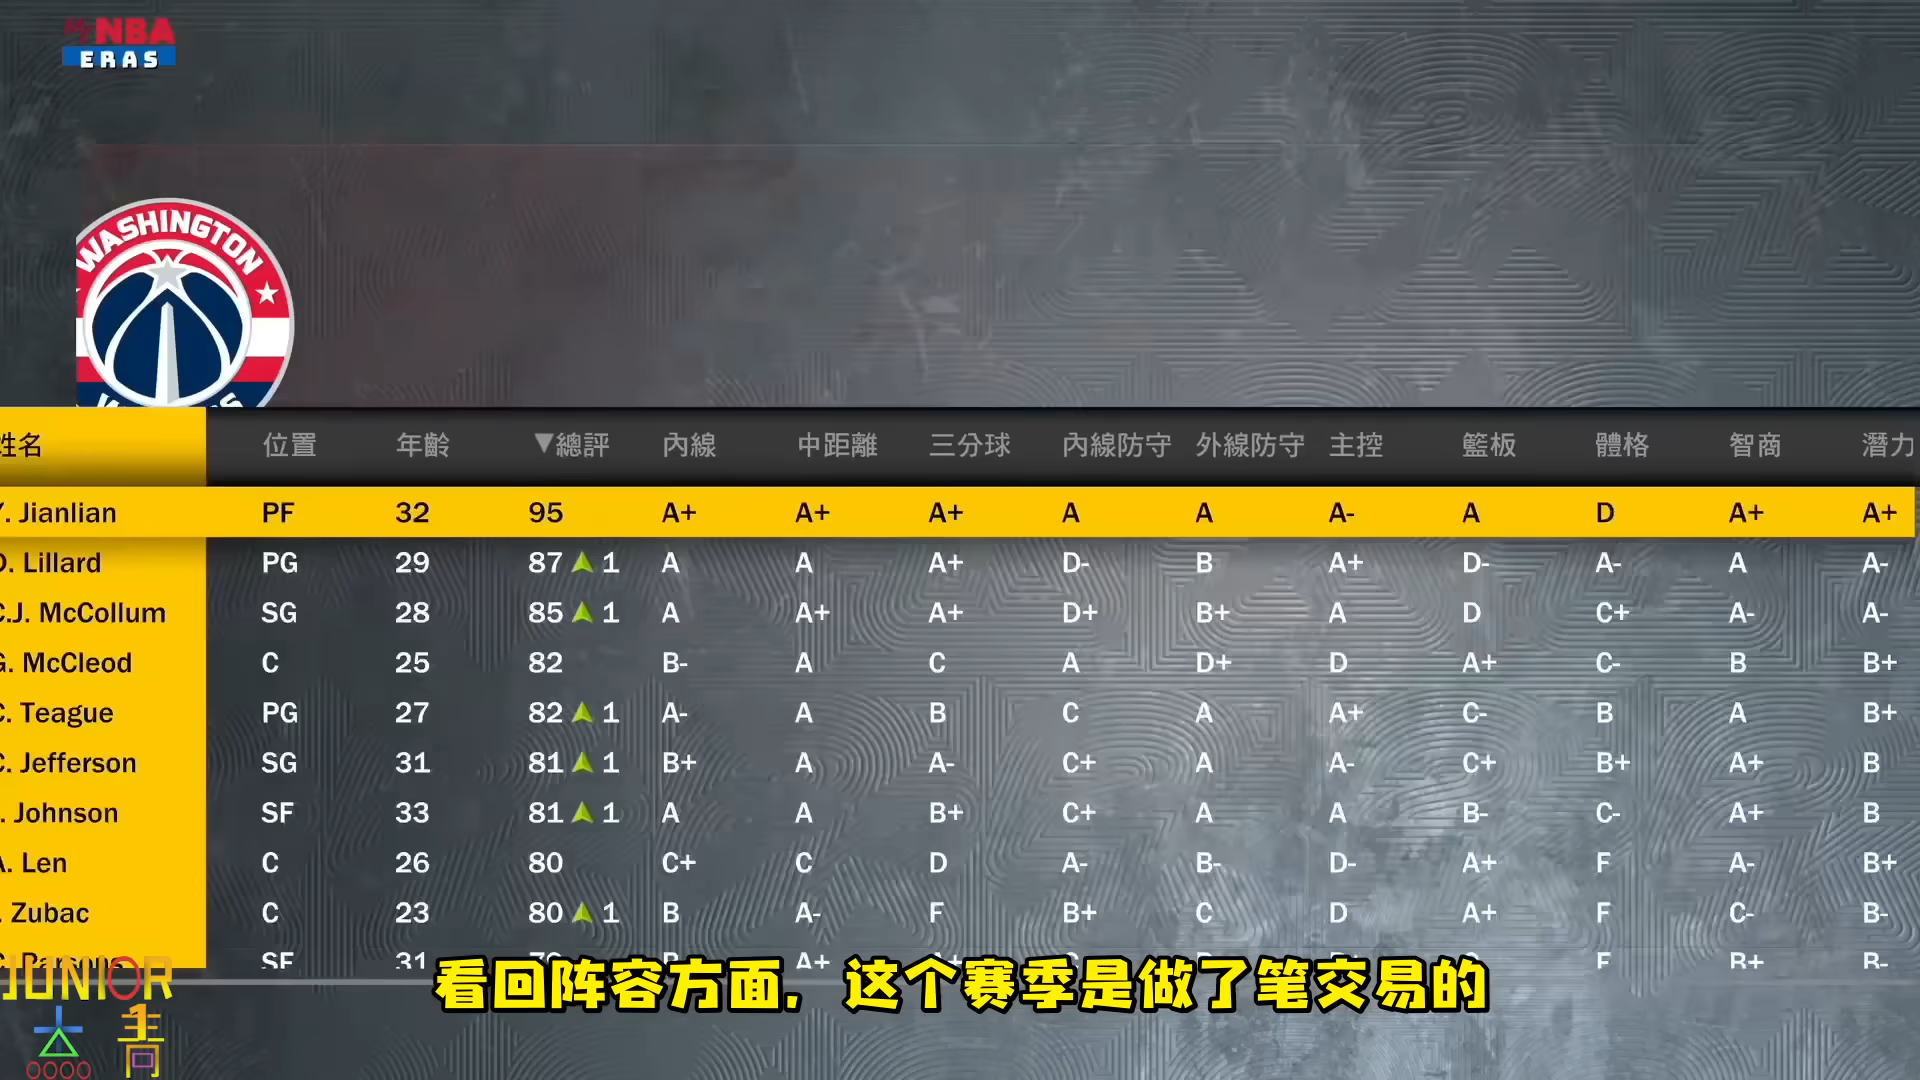 NBA
ERAS
WASHINGTON
姓名 位置 年齡 ▼總評 內線 中距離 三分球 內線防守 外線防守 主控 籃板 體格 智商 潛力
Y. Jianlian PF 32 95 A+ A+ A+ A A A- A D A+ A+
D. Lillard PG 29 87 ▲ 1 A A A+ D- B A+ D- A- A A-
C.J. McCollum SG 28 85 ▲ 1 A A+ A+ D+ B+ A D C+ A- A-
G. McCleod C 25 82 B- A C A D+ D A+ C- B B+
C. Teague PG 27 82 ▲ 1 A- A B C A A+ C- B A B+
C. Jefferson SG 31 81 ▲ 1 B+ A A- C+ A A- C+ B+ A+ B
. Johnson SF 33 81 ▲ 1 A A B+ C+ A A B- C- A+ B
A. Len C 26 80 C+ C D A- B- D- A+ F A- B+
. Zubac C 23 80 ▲ 1 B A- F B+ C D A+ F C- B-
Parsons SF 31 A+ F B+ B-
看回阵容方面，这个赛季是做了笔交易的
JUNIOR